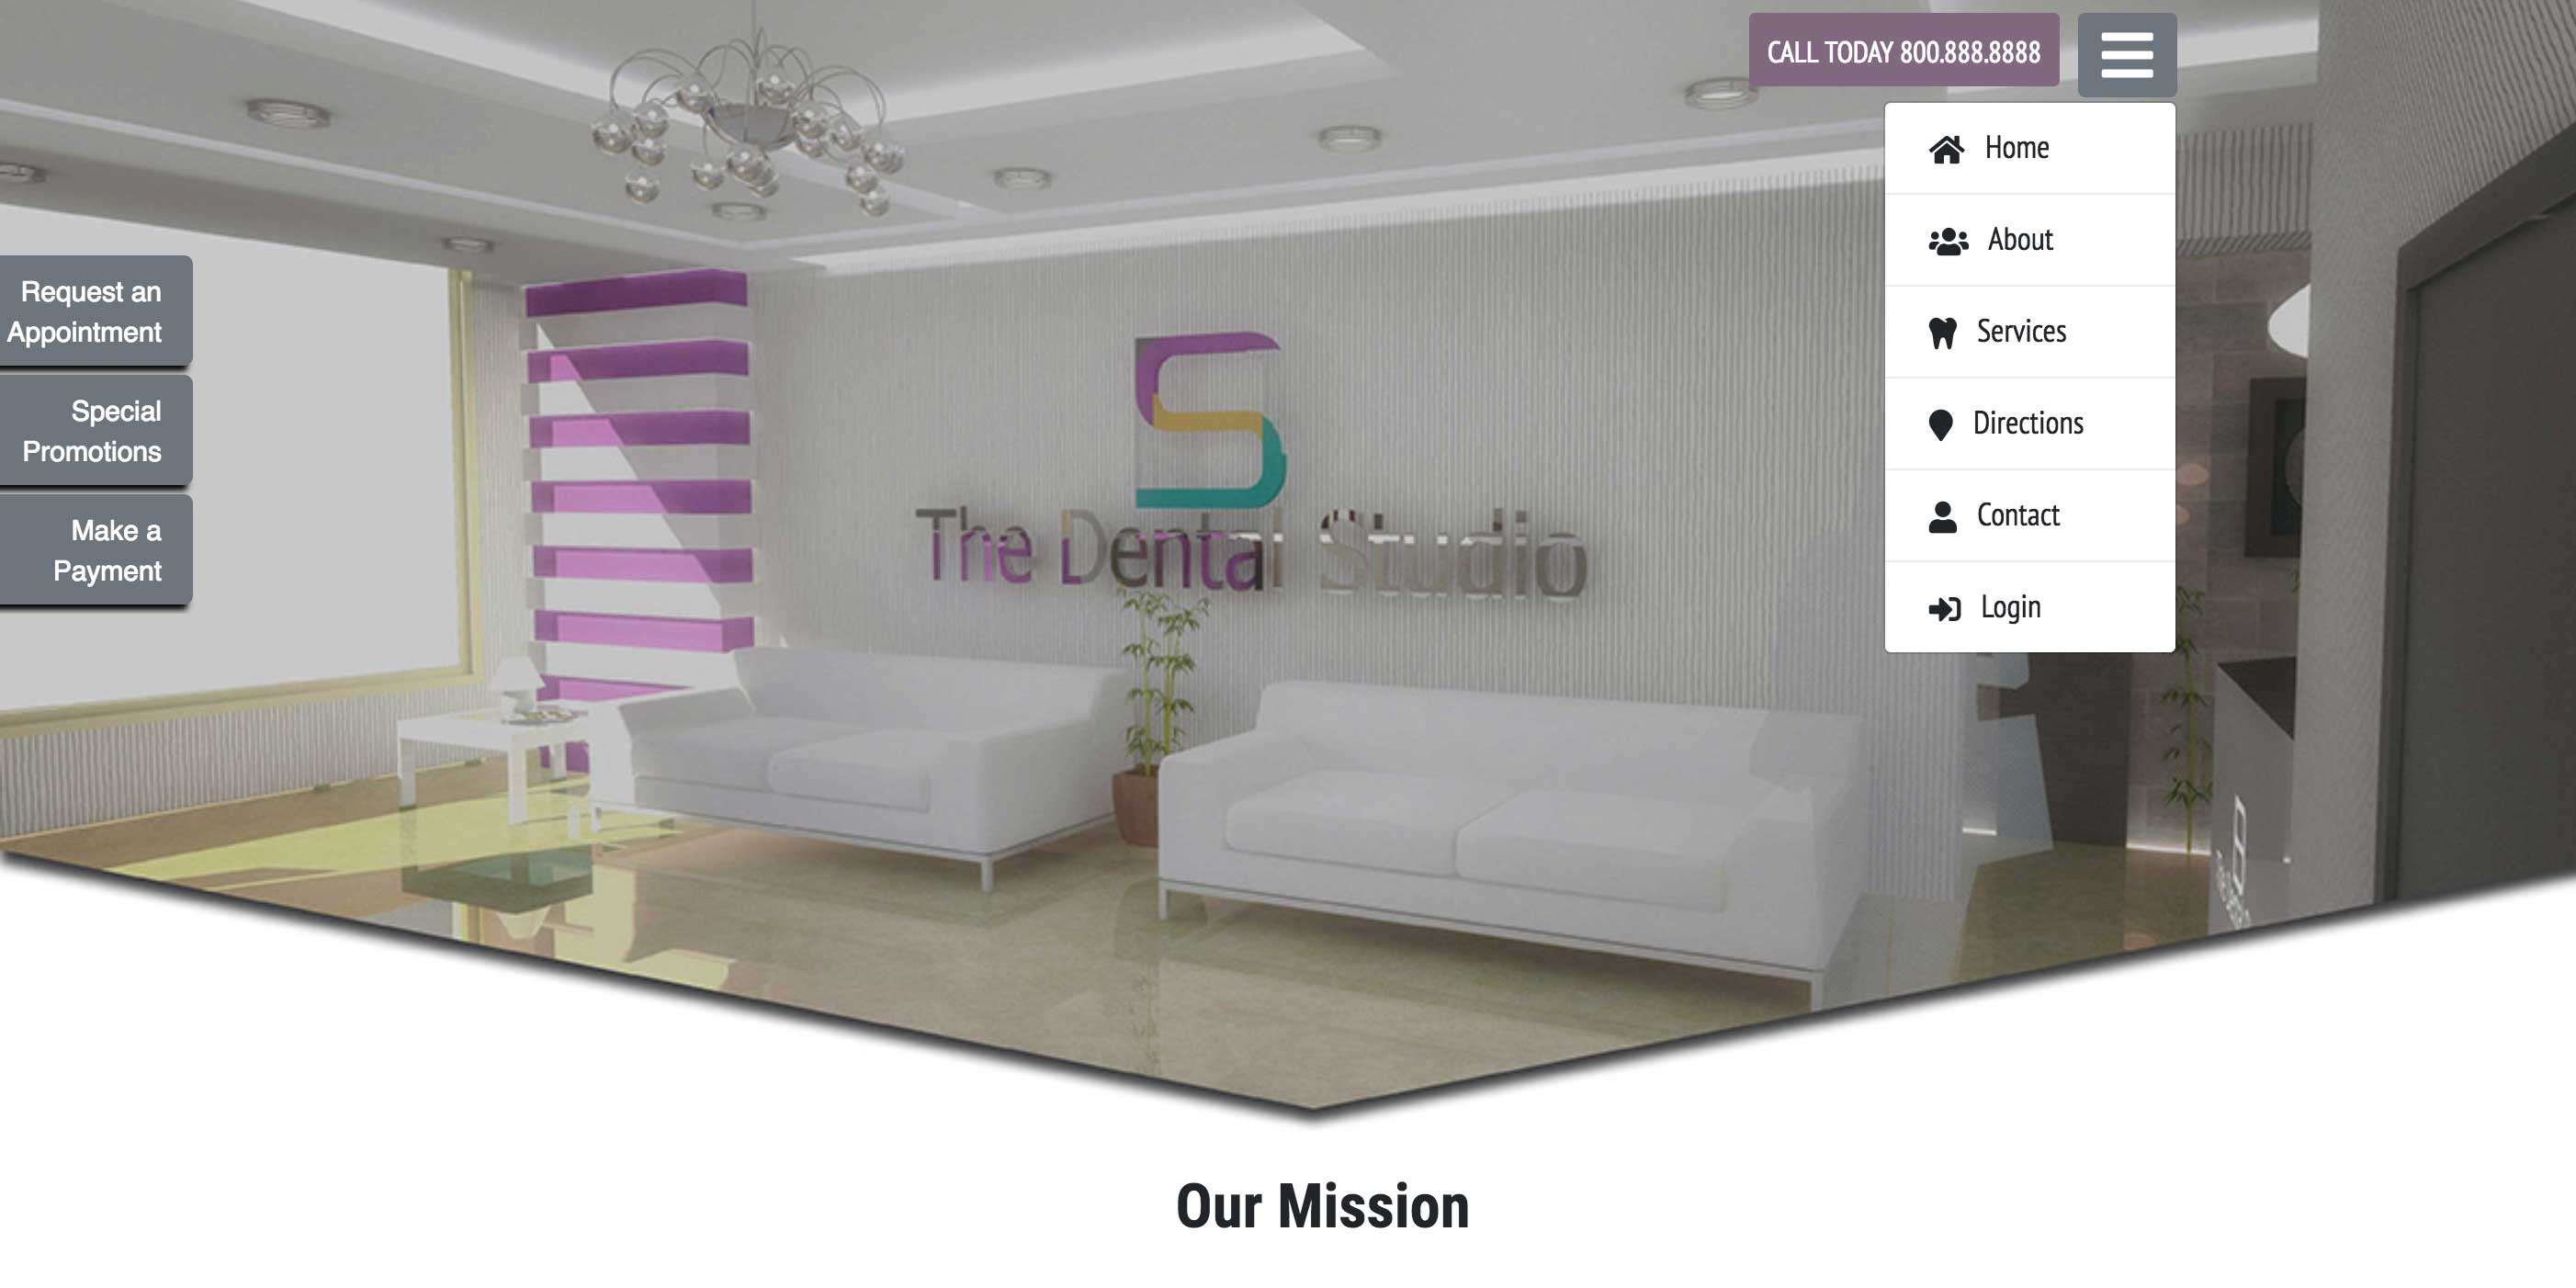 CALL TODAY 800.888.8888
Home
About
Services
Directions
Contact
Login
Request an
Appointment
Special
Promotions
Make a
Payment
S
The Dental Studio
Our Mission